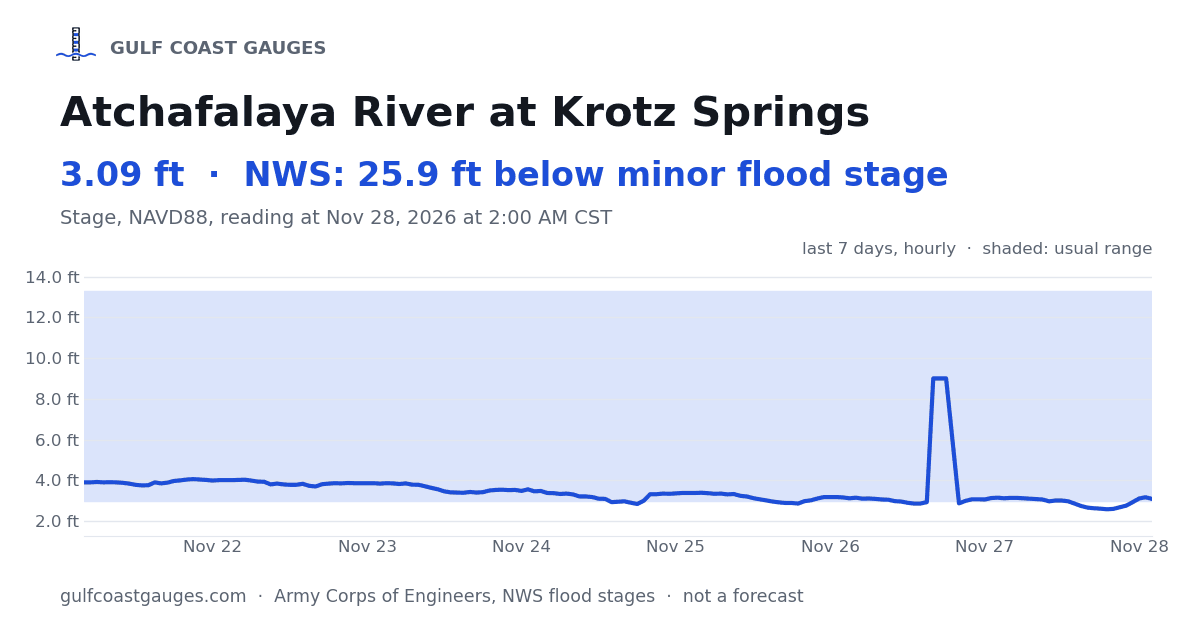 GULF COAST GAUGES
Atchafalaya River at Krotz Springs
3.09 ft · NWS: 25.9 ft below minor flood stage
Stage, NAVD88, reading at Nov 28, 2026 at 2:00 AM CST
last 7 days, hourly · shaded: usual range
14.0 ft
12.0 ft
10.0 ft
8.0 ft
6.0 ft
4.0 ft
2.0 ft
Nov 22 Nov 23 Nov 24 Nov 25 Nov 26 Nov 27 Nov 28
gulfcoastgauges.com · Army Corps of Engineers, NWS flood stages · not a forecast